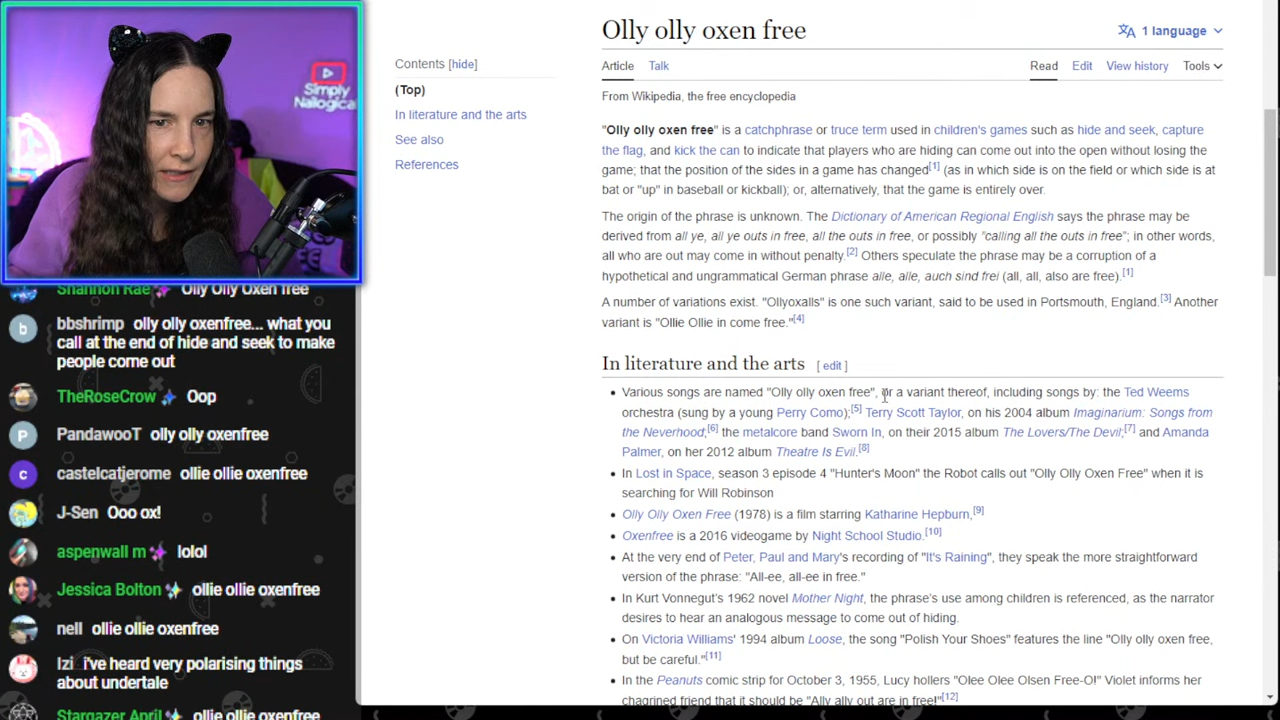 Simply
Nailogical
Shannon Rae Olly Olly Oxen free
b bbshrimp olly olly oxenfree... what you
call at the end of hide and seek to make
people come out
TheRoseCrow Oop
P PandawooT olly olly oxenfree
c castelcatjerome ollie ollie oxenfree
J-Sen Ooo ox!
aspenwall m lolol
Jessica Bolton ollie ollie oxenfree
nell ollie ollie oxenfree
Izi i've heard very polarising things
about undertale
Stargazer April ollie ollie oxenfree
Contents [hide]
(Top)
In literature and the arts
See also
References
Olly olly oxen free
1 language
Article Talk Read Edit View history Tools
From Wikipedia, the free encyclopedia
"Olly olly oxen free" is a catchphrase or truce term used in children's games such as hide and seek, capture
the flag, and kick the can to indicate that players who are hiding can come out into the open without losing the
game; that the position of the sides in a game has changed[1] (as in which side is on the field or which side is at
bat or "up" in baseball or kickball); or, alternatively, that the game is entirely over.
The origin of the phrase is unknown. The Dictionary of American Regional English says the phrase may be
derived from all ye, all ye outs in free, all the outs in free, or possibly "calling all the outs in free"; in other words,
all who are out may come in without penalty.[2] Others speculate the phrase may be a corruption of a
hypothetical and ungrammatical German phrase alle, alle, auch sind frei (all, all, also are free).[1]
A number of variations exist. "Ollyoxalls" is one such variant, said to be used in Portsmouth, England.[3] Another
variant is "Ollie Ollie in come free."[4]
In literature and the arts [ edit ]
• Various songs are named "Olly olly oxen free", or a variant thereof, including songs by: the Ted Weems
orchestra (sung by a young Perry Como);[5] Terry Scott Taylor, on his 2004 album Imaginarium: Songs from
the Neverhood;[6] the metalcore band Sworn In, on their 2015 album The Lovers/The Devil;[7] and Amanda
Palmer, on her 2012 album Theatre Is Evil.[8]
• In Lost in Space, season 3 episode 4 "Hunter's Moon" the Robot calls out "Olly Olly Oxen Free" when it is
searching for Will Robinson
• Olly Olly Oxen Free (1978) is a film starring Katharine Hepburn,[9]
• Oxenfree is a 2016 videogame by Night School Studio.[10]
• At the very end of Peter, Paul and Mary's recording of "It's Raining", they speak the more straightforward
version of the phrase: "All-ee, all-ee in free."
• In Kurt Vonnegut's 1962 novel Mother Night, the phrase's use among children is referenced, as the narrator
desires to hear an analogous message to come out of hiding.
• On Victoria Williams' 1994 album Loose, the song "Polish Your Shoes" features the line "Olly olly oxen free,
but be careful."[11]
• In the Peanuts comic strip for October 3, 1955, Lucy hollers "Olee Olee Olsen Free-O!" Violet informs her
chagrined friend that it should be "Ally ally out are in free!"[12]